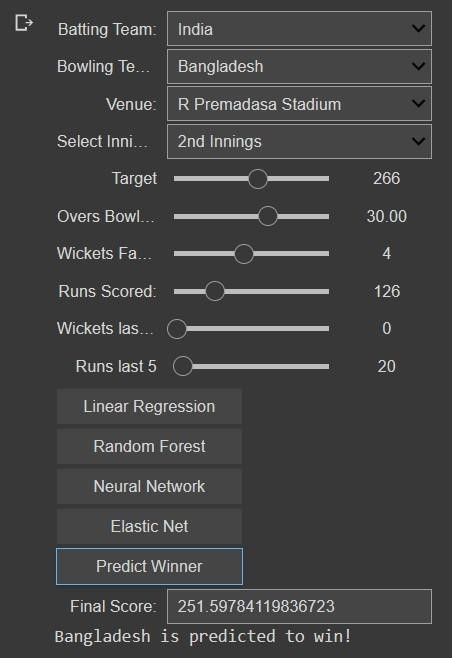 Batting Team: India
Bowling Te… Bangladesh
Venue: R Premadasa Stadium
Select Inni… 2nd Innings
Target 266
Overs Bowl… 30.00
Wickets Fa… 4
Runs Scored: 126
Wickets las… 0
Runs last 5 20
Linear Regression
Random Forest
Neural Network
Elastic Net
Predict Winner
Final Score: 251.59784119836723
Bangladesh is predicted to win!